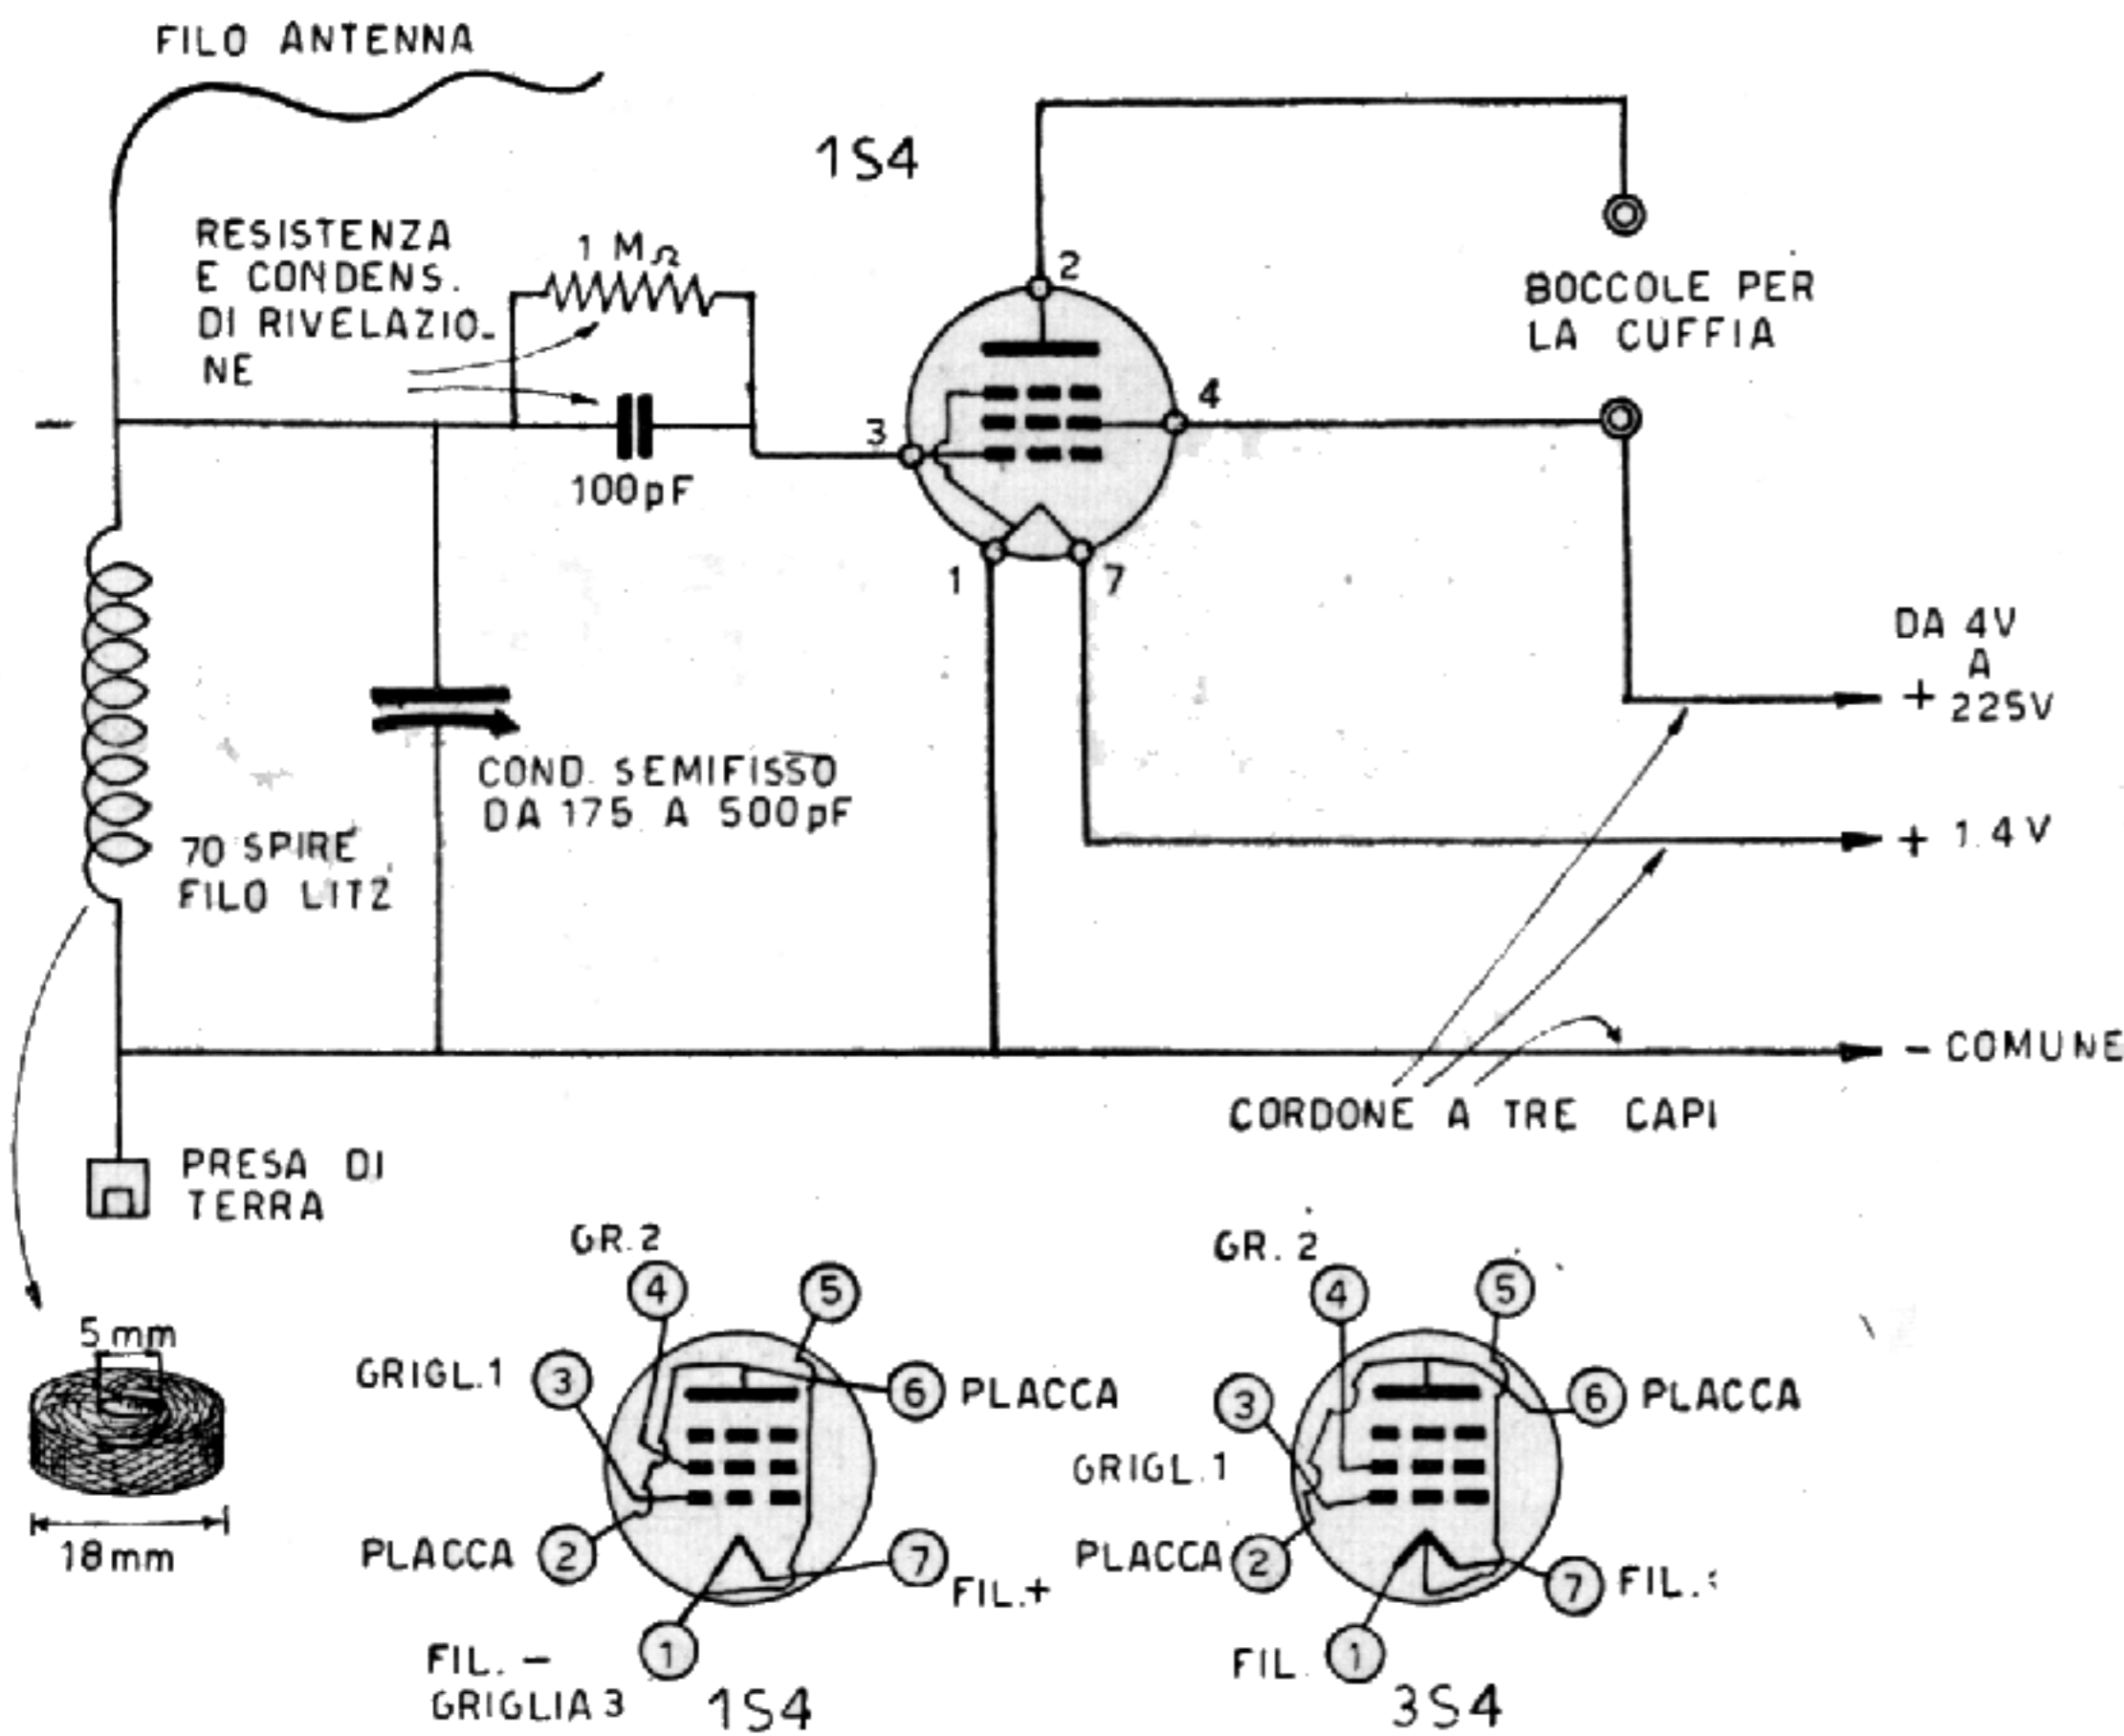 FILO ANTENNA
1S4
RESISTENZA
E CONDENS.
DI RIVELAZIO-
NE
1 MΩ
100pF
2
3
4
1
7
BOCCOLE PER
LA CUFFIA
DA 4V
A
+ 225V
+ 1.4 V
- COMUNE
COND. SEMIFISSO
DA 175 A 500pF
70 SPIRE
FILO LITZ
CORDONE A TRE CAPI
PRESA DI
TERRA
5mm
18mm
GR.2
4
5
GRIGL.1
3
6
PLACCA
PLACCA
2
7
FIL.+
1
FIL. -
GRIGLIA 3
1S4
GR. 2
4
5
3
6
PLACCA
GRIGL.1
PLACCA
2
7
FIL.
FIL.
1
3S4